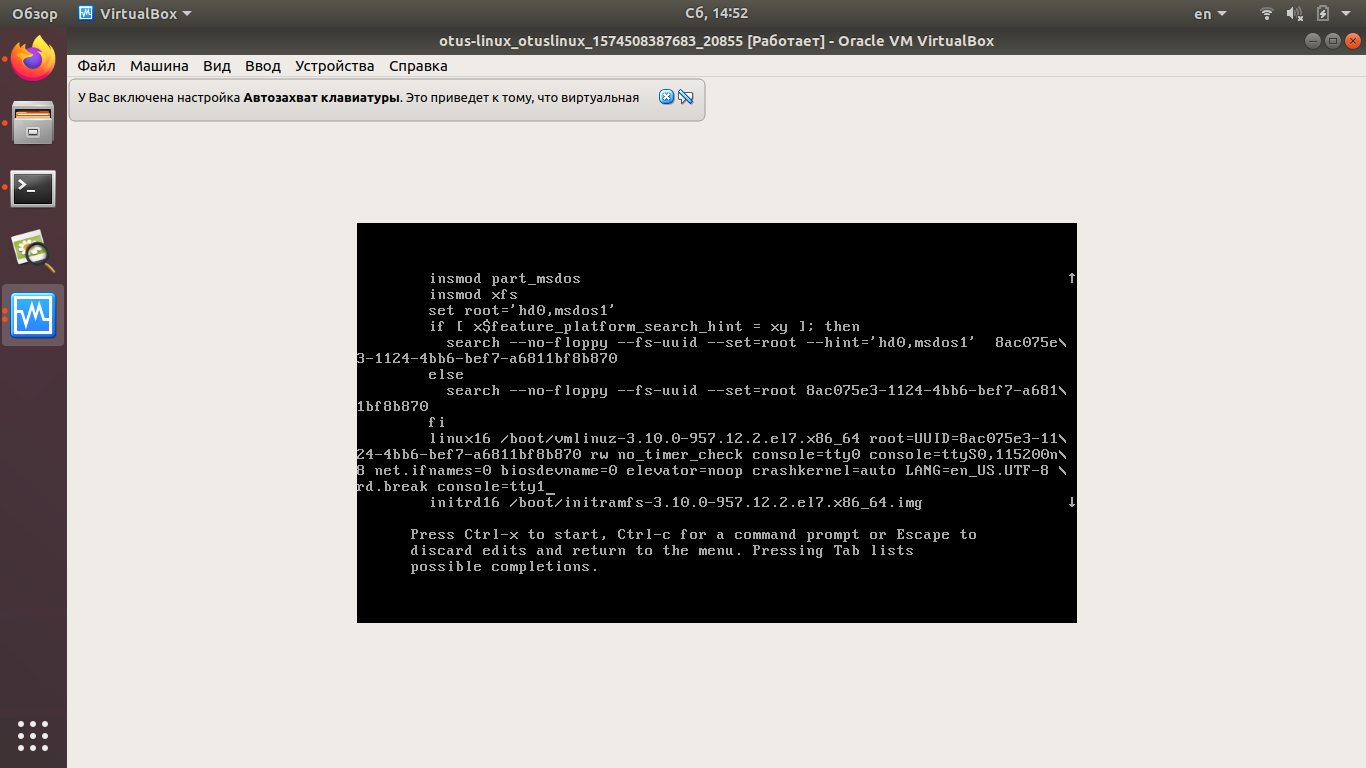 Обзор VirtualBox Сб, 14:52 en
otus-linux_otuslinux_1574508387683_20855 [Работает] - Oracle VM VirtualBox
Файл Машина Вид Ввод Устройства Справка
У Вас включена настройка Автозахват клавиатуры. Это приведет к тому, что виртуальная
insmod part_msdos
insmod xfs
set root='hd0,msdos1'
if [ x$feature_platform_search_hint = xy ]; then
search --no-floppy --fs-uuid --set=root --hint='hd0,msdos1'  8ac075e\
3-1124-4bb6-bef7-a6811bf8b870
else
search --no-floppy --fs-uuid --set=root 8ac075e3-1124-4bb6-bef7-a681\
1bf8b870
fi
linux16 /boot/vmlinuz-3.10.0-957.12.2.el7.x86_64 root=UUID=8ac075e3-11\
24-4bb6-bef7-a6811bf8b870 rw no_timer_check console=tty0 console=ttyS0,115200n\
8 net.ifnames=0 biosdevname=0 elevator=noop crashkernel=auto LANG=en_US.UTF-8 \
rd.break console=tty1_
initrd16 /boot/initramfs-3.10.0-957.12.2.el7.x86_64.img
Press Ctrl-x to start, Ctrl-c for a command prompt or Escape to
discard edits and return to the menu. Pressing Tab lists
possible completions.